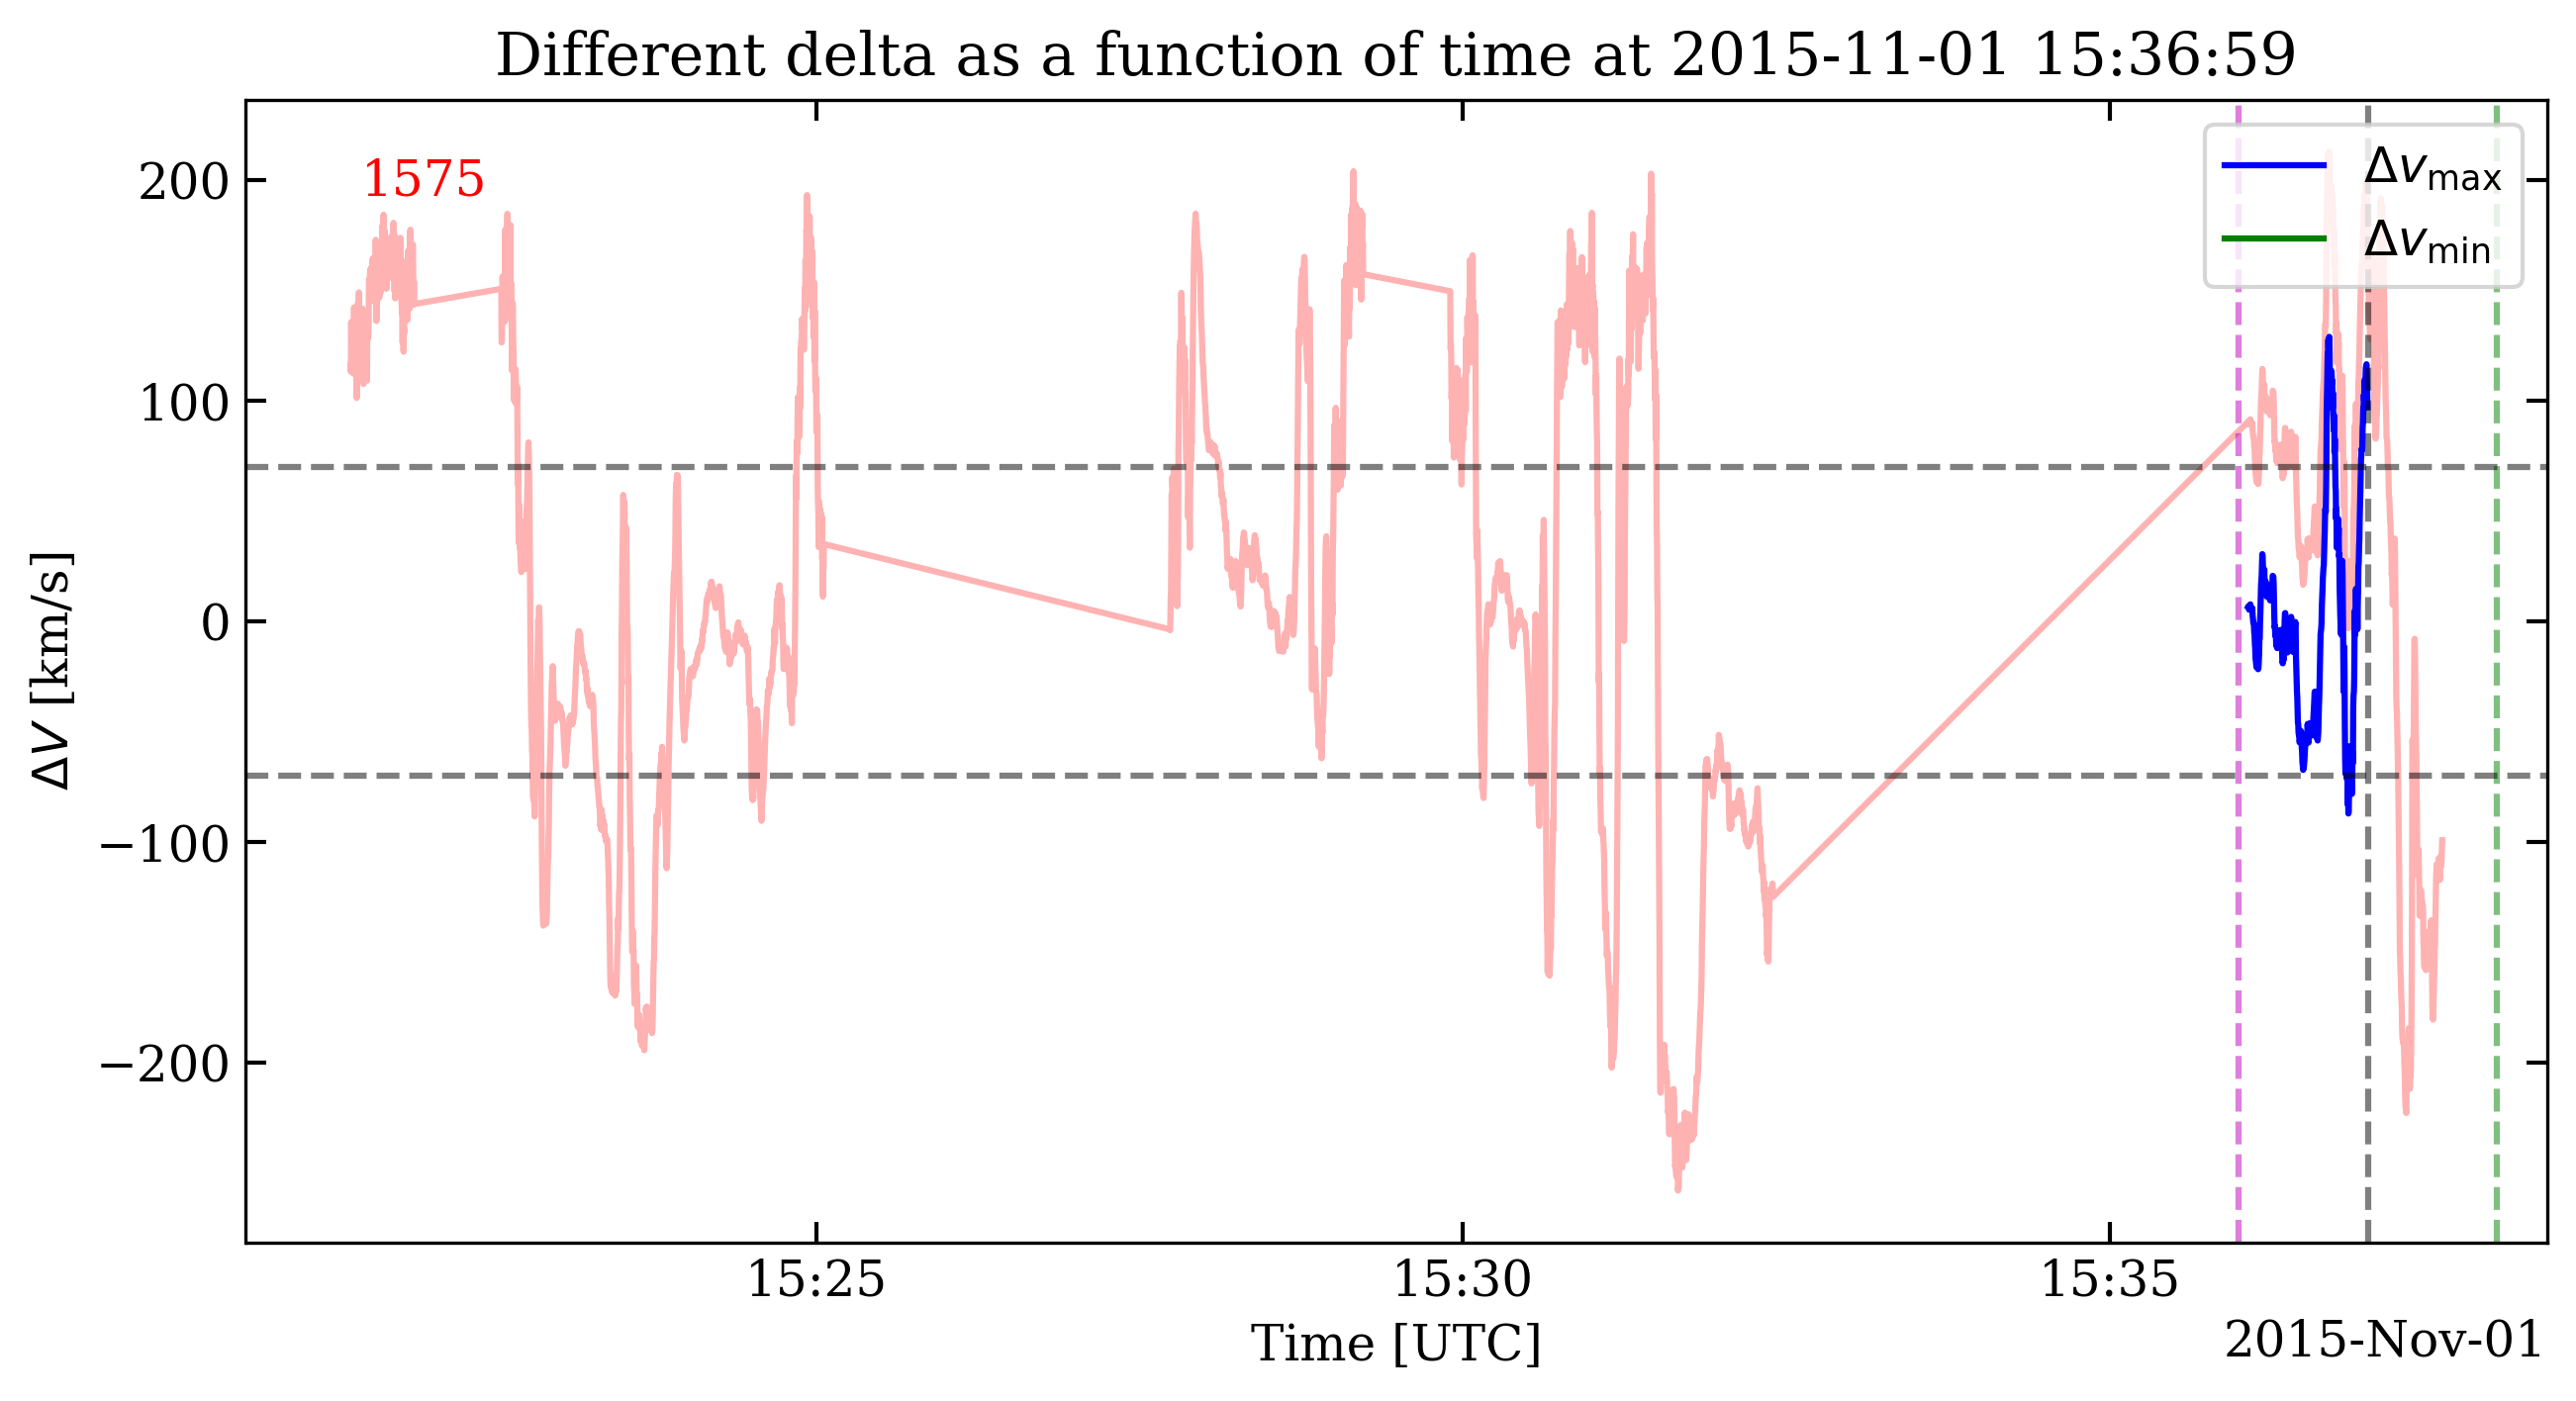 Different delta as a function of time at 2015-11-01 15:36:59
1575
Δv_max
Δv_min
200
100
0
−100
−200
ΔV [km/s]
15:25
15:30
15:35
Time [UTC]
2015-Nov-01